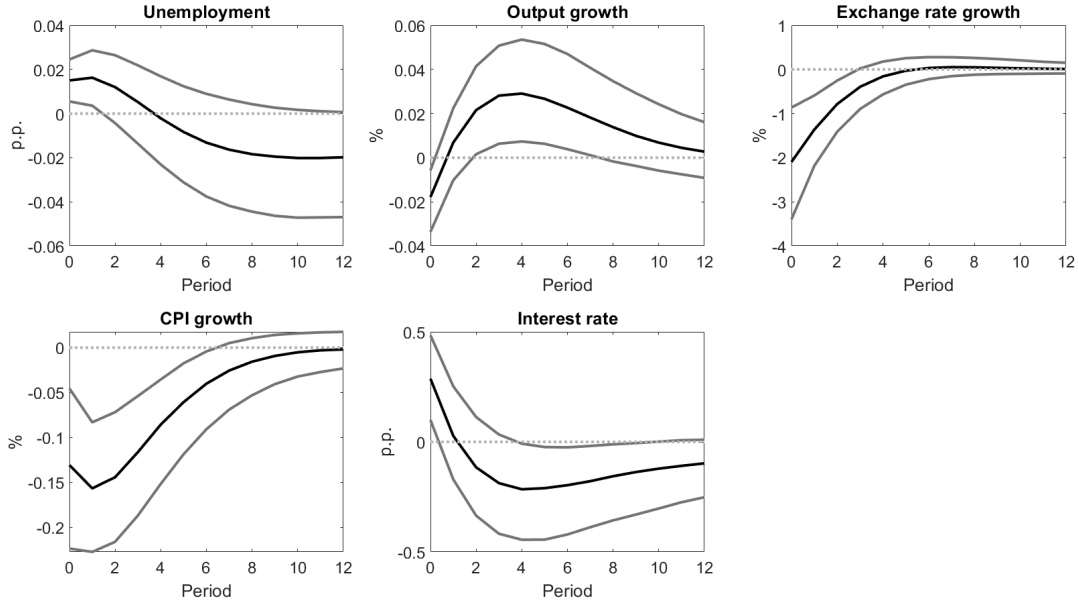 Unemployment
0.04
0.02
0
-0.02
-0.04
-0.06
p.p.
0 2 4 6 8 10 12
Period
Output growth
0.06
0.04
0.02
0
-0.02
-0.04
%
0 2 4 6 8 10 12
Period
Exchange rate growth
1
0
-1
-2
-3
-4
%
0 2 4 6 8 10 12
Period
CPI growth
0
-0.05
-0.1
-0.15
-0.2
%
0 2 4 6 8 10 12
Period
Interest rate
0.5
0
-0.5
p.p.
0 2 4 6 8 10 12
Period